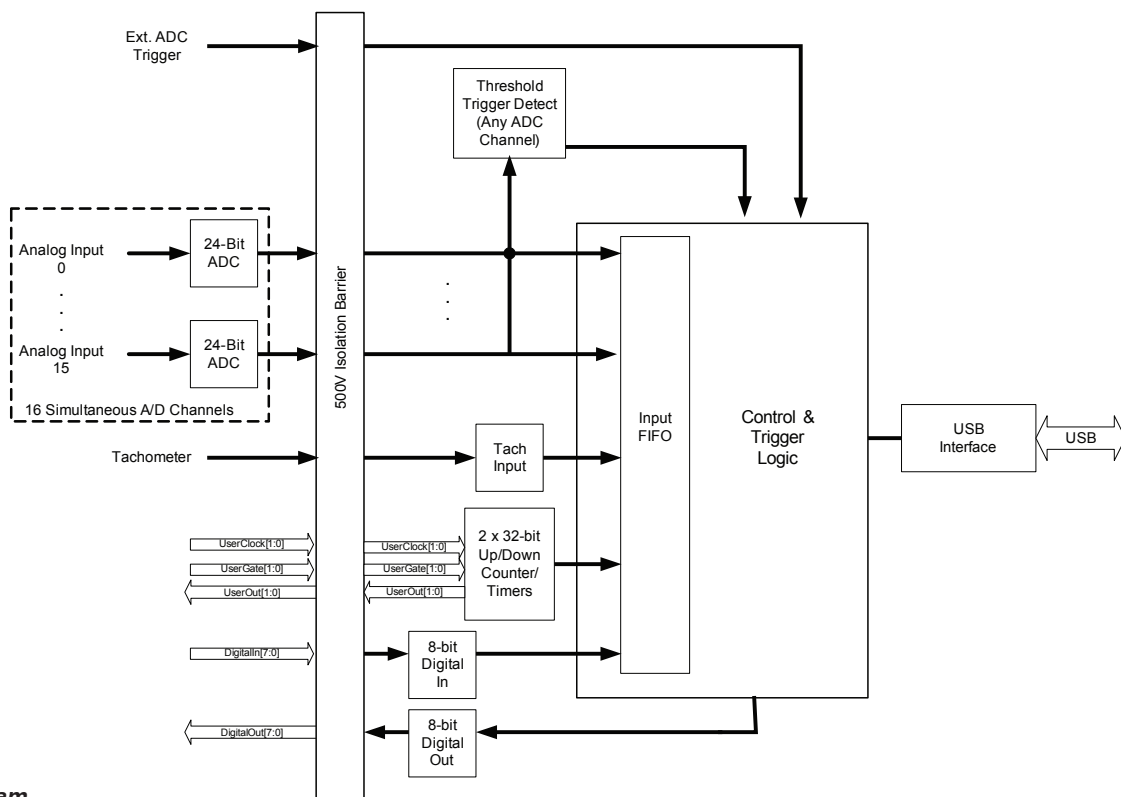 Ext. ADC
Trigger
Threshold
Trigger Detect
(Any ADC
Channel)
Analog Input
0
.
.
.
Analog Input
15
24-Bit
ADC
24-Bit
ADC
16 Simultaneous A/D Channels
500V Isolation Barrier
.
.
.
Input
FIFO
Control &
Trigger
Logic
USB
Interface
USB
Tachometer
Tach
Input
UserClock[1:0]
UserGate[1:0]
UserOut[1:0]
UserClock[1:0]
UserGate[1:0]
UserOut[1:0]
2 x 32-bit
Up/Down
Counter/
Timers
DigitalIn[7:0]
8-bit
Digital
In
DigitalOut[7:0]
8-bit
Digital
Out